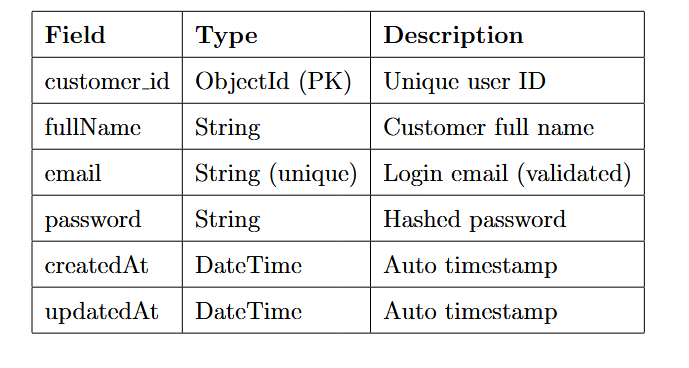 Field Type Description
customer_id ObjectId (PK) Unique user ID
fullName String Customer full name
email String (unique) Login email (validated)
password String Hashed password
createdAt DateTime Auto timestamp
updatedAt DateTime Auto timestamp